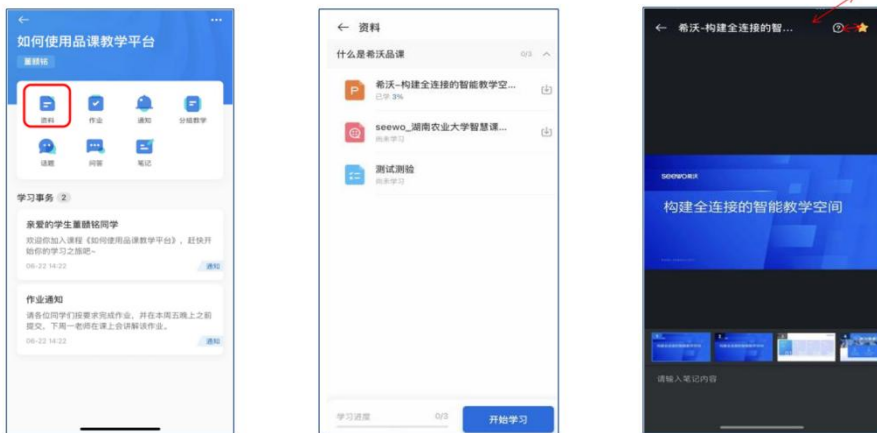 如何使用品课教学平台
董赜铭
资料
作业
通知
分组教学
话题
问答
笔记
学习事务 2
亲爱的学生董赜铭同学
欢迎你加入课程《如何使用品课教学平台》，赶快开
始你的学习之旅吧~
06-22 14:22
通知
作业通知
请各位同学们按要求完成作业，并在本周五晚上之前
提交，下周一老师在课上会讲解该作业。
06-22 14:22
通知
资料
什么是希沃品课
0/3
希沃-构建全连接的智能教学空...
已学 3%
seewo_湖南农业大学智慧课...
尚未学习
测试测验
尚未学习
学习进度
0/3
开始学习
希沃-构建全连接的智...
seewo希沃
构建全连接的智能教学空间
请输入笔记内容